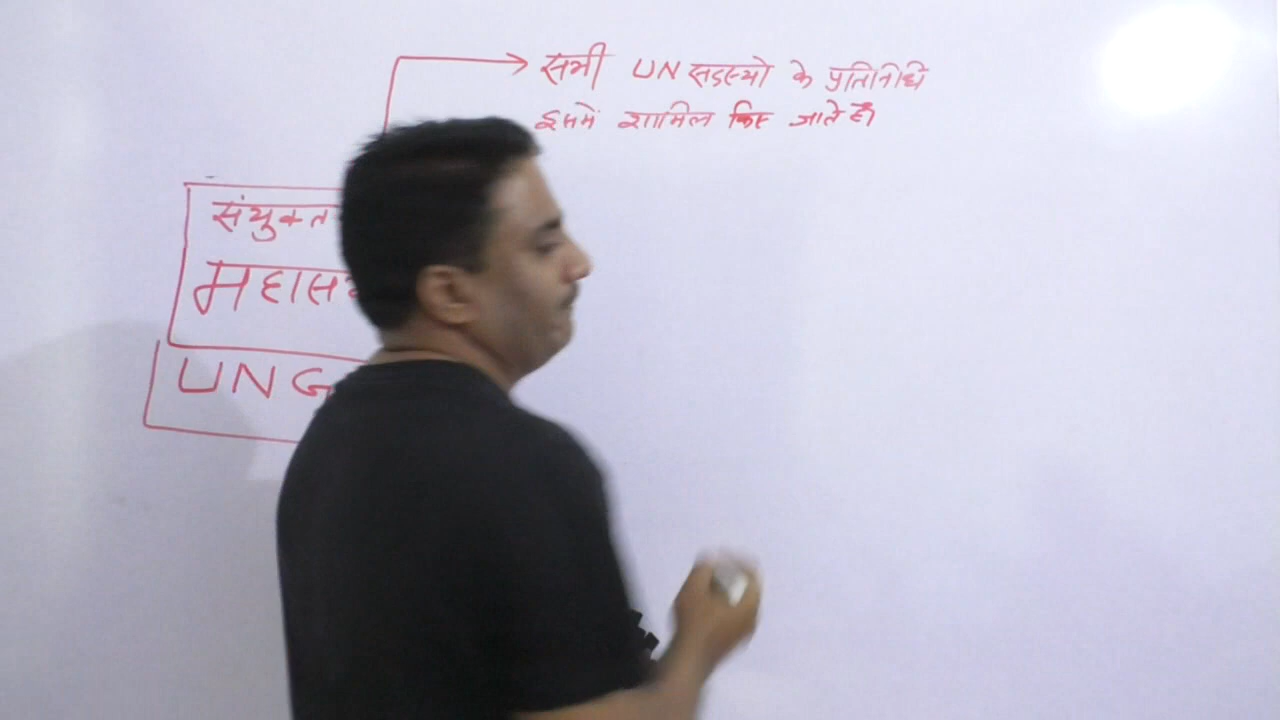 सभी UN सदस्यो के प्रतिनिधि
इसमें शामिल किए जाते है।
संयुक्त
महास
UNG